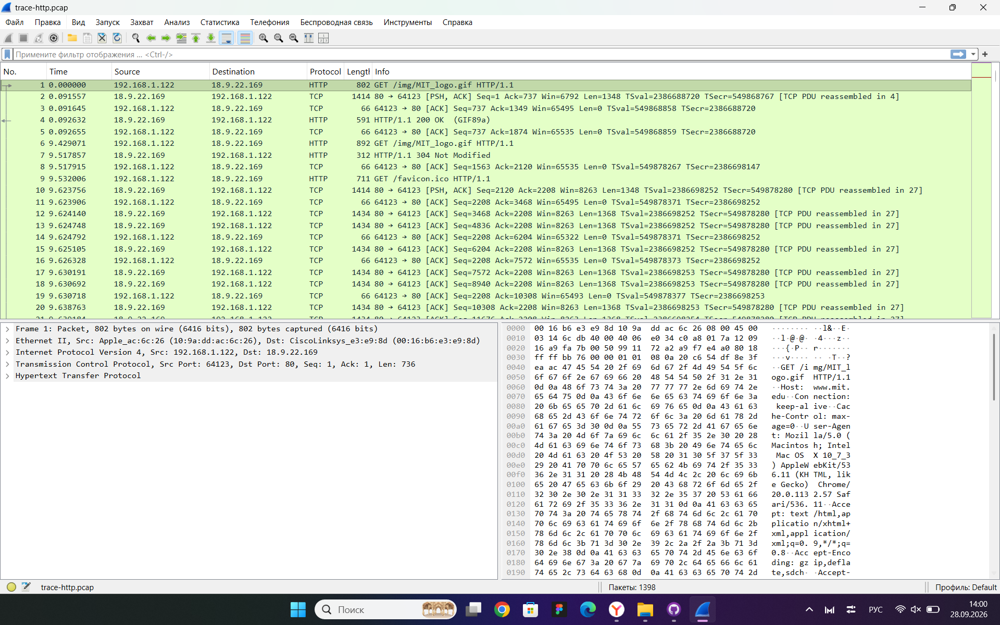 trace-http.pcap
Файл Правка Вид Запуск Захват Анализ Статистика Телефония Беспроводная связь Инструменты Справка
Примените фильтр отображения ... <Ctrl-/>
No. Time Source Destination Protocol Length Info
1 0.000000 192.168.1.122 18.9.22.169 HTTP 802 GET /img/MIT_logo.gif HTTP/1.1
2 0.091557 18.9.22.169 192.168.1.122 TCP 1414 80 → 64123 [PSH, ACK] Seq=1 Ack=737 Win=6792 Len=1348 TSval=2386688720 TSecr=549868767 [TCP PDU reassembled in 4]
3 0.091645 192.168.1.122 18.9.22.169 TCP 66 64123 → 80 [ACK] Seq=737 Ack=1349 Win=65495 Len=0 TSval=549868858 TSecr=2386688720
4 0.092632 18.9.22.169 192.168.1.122 HTTP 591 HTTP/1.1 200 OK (GIF89a)
5 0.092655 192.168.1.122 18.9.22.169 TCP 66 64123 → 80 [ACK] Seq=737 Ack=1874 Win=65535 Len=0 TSval=549868859 TSecr=2386688720
6 9.429071 192.168.1.122 18.9.22.169 HTTP 892 GET /img/MIT_logo.gif HTTP/1.1
7 9.517857 18.9.22.169 192.168.1.122 HTTP 312 HTTP/1.1 304 Not Modified
8 9.517915 192.168.1.122 18.9.22.169 TCP 66 64123 → 80 [ACK] Seq=1563 Ack=2120 Win=65535 Len=0 TSval=549878267 TSecr=2386698147
9 9.532006 192.168.1.122 18.9.22.169 HTTP 711 GET /favicon.ico HTTP/1.1
10 9.623756 18.9.22.169 192.168.1.122 TCP 1414 80 → 64123 [PSH, ACK] Seq=2120 Ack=2208 Win=8263 Len=1348 TSval=2386698252 TSecr=549878280 [TCP PDU reassembled in 27]
11 9.623906 192.168.1.122 18.9.22.169 TCP 66 64123 → 80 [ACK] Seq=2208 Ack=3468 Win=65495 Len=0 TSval=549878371 TSecr=2386698252
12 9.624140 18.9.22.169 192.168.1.122 TCP 1434 80 → 64123 [ACK] Seq=3468 Ack=2208 Win=8263 Len=1368 TSval=2386698252 TSecr=549878280 [TCP PDU reassembled in 27]
13 9.624748 18.9.22.169 192.168.1.122 TCP 1434 80 → 64123 [ACK] Seq=4836 Ack=2208 Win=8263 Len=1368 TSval=2386698252 TSecr=549878280 [TCP PDU reassembled in 27]
14 9.624792 192.168.1.122 18.9.22.169 TCP 66 64123 → 80 [ACK] Seq=2208 Ack=6204 Win=65322 Len=0 TSval=549878371 TSecr=2386698252
15 9.625105 18.9.22.169 192.168.1.122 TCP 1434 80 → 64123 [ACK] Seq=6204 Ack=2208 Win=8263 Len=1368 TSval=2386698252 TSecr=549878280 [TCP PDU reassembled in 27]
16 9.626328 192.168.1.122 18.9.22.169 TCP 66 64123 → 80 [ACK] Seq=2208 Ack=7572 Win=65535 Len=0 TSval=549878373 TSecr=2386698252
17 9.630191 18.9.22.169 192.168.1.122 TCP 1434 80 → 64123 [ACK] Seq=7572 Ack=2208 Win=8263 Len=1368 TSval=2386698253 TSecr=549878280 [TCP PDU reassembled in 27]
18 9.630692 18.9.22.169 192.168.1.122 TCP 1434 80 → 64123 [ACK] Seq=8940 Ack=2208 Win=8263 Len=1368 TSval=2386698253 TSecr=549878280 [TCP PDU reassembled in 27]
19 9.630718 192.168.1.122 18.9.22.169 TCP 66 64123 → 80 [ACK] Seq=2208 Ack=10308 Win=65493 Len=0 TSval=549878377 TSecr=2386698253
20 9.638763 18.9.22.169 192.168.1.122 TCP 1434 80 → 64123 [ACK] Seq=10308 Ack=2208 Win=8263 Len=1368 TSval=2386698253 TSecr=549878280 [TCP PDU reassembled in 27]
Frame 1: Packet, 802 bytes on wire (6416 bits), 802 bytes captured (6416 bits)
Ethernet II, Src: Apple_ac:6c:26 (10:9a:dd:ac:6c:26), Dst: CiscoLinksys_e3:e9:8d (00:16:b6:e3:e9:8d)
Internet Protocol Version 4, Src: 192.168.1.122, Dst: 18.9.22.169
Transmission Control Protocol, Src Port: 64123, Dst Port: 80, Seq: 1, Ack: 1, Len: 736
Hypertext Transfer Protocol
0000 00 16 b6 e3 e9 8d 10 9a dd ac 6c 26 08 00 45 00 ········ ··l&··E·
0010 03 14 6c db 40 00 40 06 e0 34 c0 a8 01 7a 12 09 ··l·@·@· ·4···z··
0020 16 a9 fa 7b 00 50 99 11 72 a2 a9 f7 e4 a0 80 18 ···{·P·· r·······
0030 ff ff bb 76 00 00 01 01 08 0a 20 c6 54 df 8e 3f ···v···· ·· ·T··?
0040 ea ac 47 45 54 20 2f 69 6d 67 2f 4d 49 54 5f 6c ··GET /i mg/MIT_l
0050 6f 67 6f 2e 67 69 66 20 48 54 54 50 2f 31 2e 31 ogo.gif HTTP/1.1
0060 0d 0a 48 6f 73 74 3a 20 77 77 77 2e 6d 69 74 2e ··Host: www.mit.
0070 65 64 75 0d 0a 43 6f 6e 6e 65 63 74 69 6f 6e 3a edu··Con nection:
0080 20 6b 65 65 70 2d 61 6c 69 76 65 0d 0a 43 61 63 keep-al ive··Cac
0090 68 65 2d 43 6f 6e 74 72 6f 6c 3a 20 6d 61 78 2d he-Contr ol: max-
00a0 61 67 65 3d 30 0d 0a 55 73 65 72 2d 41 67 65 6e age=0··U ser-Agen
00b0 74 3a 20 4d 6f 7a 69 6c 6c 61 2f 35 2e 30 20 28 t: Mozil la/5.0 (
00c0 4d 61 63 69 6e 74 6f 73 68 3b 20 49 6e 74 65 6c Macintos h; Intel
00d0 20 4d 61 63 20 4f 53 20 58 20 31 30 5f 37 5f 33 Mac OS X 10_7_3
00e0 29 20 41 70 70 6c 65 57 65 62 4b 69 74 2f 35 33 ) AppleW ebKit/53
00f0 36 2e 31 31 20 28 4b 48 54 4d 4c 2c 20 6c 69 6b 6.11 (KH TML, lik
0100 65 20 47 65 63 6b 6f 29 20 43 68 72 6f 6d 65 2f e Gecko) Chrome/
0110 32 30 2e 30 2e 31 31 33 32 2e 35 37 20 53 61 66 20.0.113 2.57 Saf
0120 61 72 69 2f 35 33 36 2e 31 31 0d 0a 41 63 63 65 ari/536. 11··Acce
0130 70 74 3a 20 74 65 78 74 2f 68 74 6d 6c 2c 61 70 pt: text /html,ap
0140 70 6c 69 63 61 74 69 6f 6e 2f 78 68 74 6d 6c 2b plicatio n/xhtml+
0150 78 6d 6c 2c 61 70 70 6c 69 63 61 74 69 6f 6e 2f xml,appl ication/
0160 78 6d 6c 3b 71 3d 30 2e 39 2c 2a 2f 2a 3b 71 3d xml;q=0. 9,*/*;q=
0170 30 2e 38 0d 0a 41 63 63 65 70 74 2d 45 6e 63 6f 0.8··Acc ept-Enco
0180 64 69 6e 67 3a 20 67 7a 69 70 2c 64 65 66 6c 61 ding: gz ip,defla
0190 74 65 2c 73 64 63 68 0d 0a 41 63 63 65 70 74 2d te,sdch· ·Accept-
trace-http.pcap Пакеты: 1398 Профиль: Default
Поиск
РУС
14:00
28.09.2026